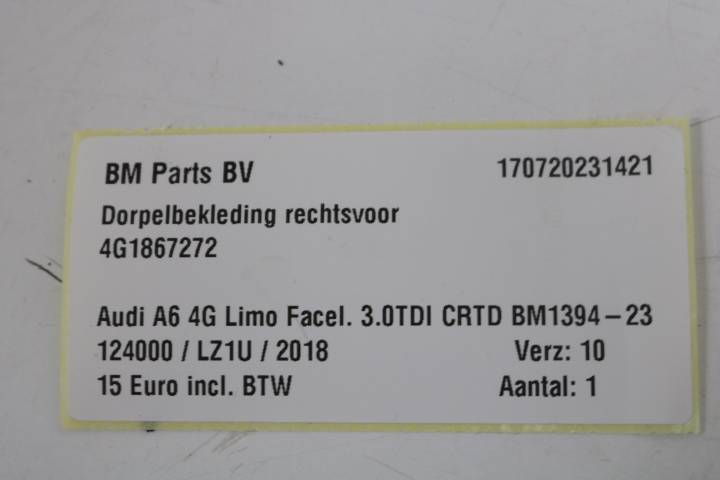 BM Parts BV 170720231421
Dorpelbekleding rechtsvoor
4G1867272
Audi A6 4G Limo Facel. 3.0TDI CRTD BM1394-23
124000 / LZ1U / 2018 Verz: 10
15 Euro incl. BTW Aantal: 1